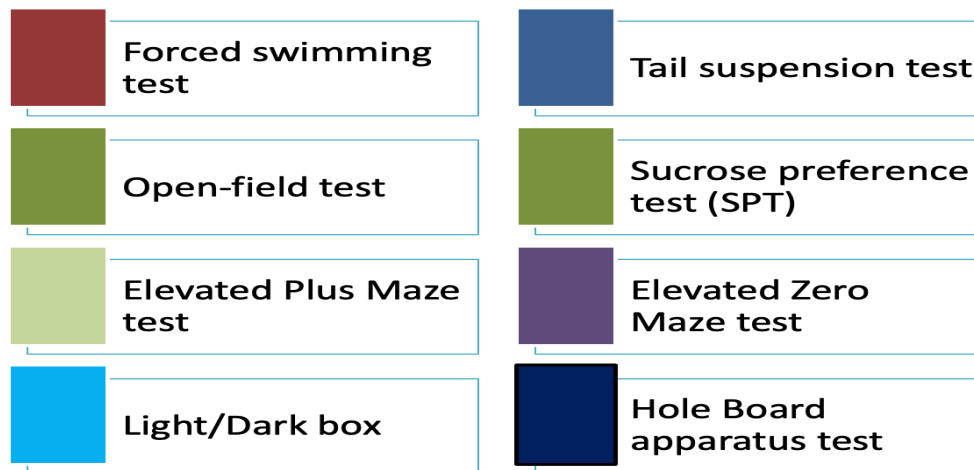 Forced swimming
test
Tail suspension test
Open-field test
Sucrose preference
test (SPT)
Elevated Plus Maze
test
Elevated Zero
Maze test
Light/Dark box
Hole Board
apparatus test